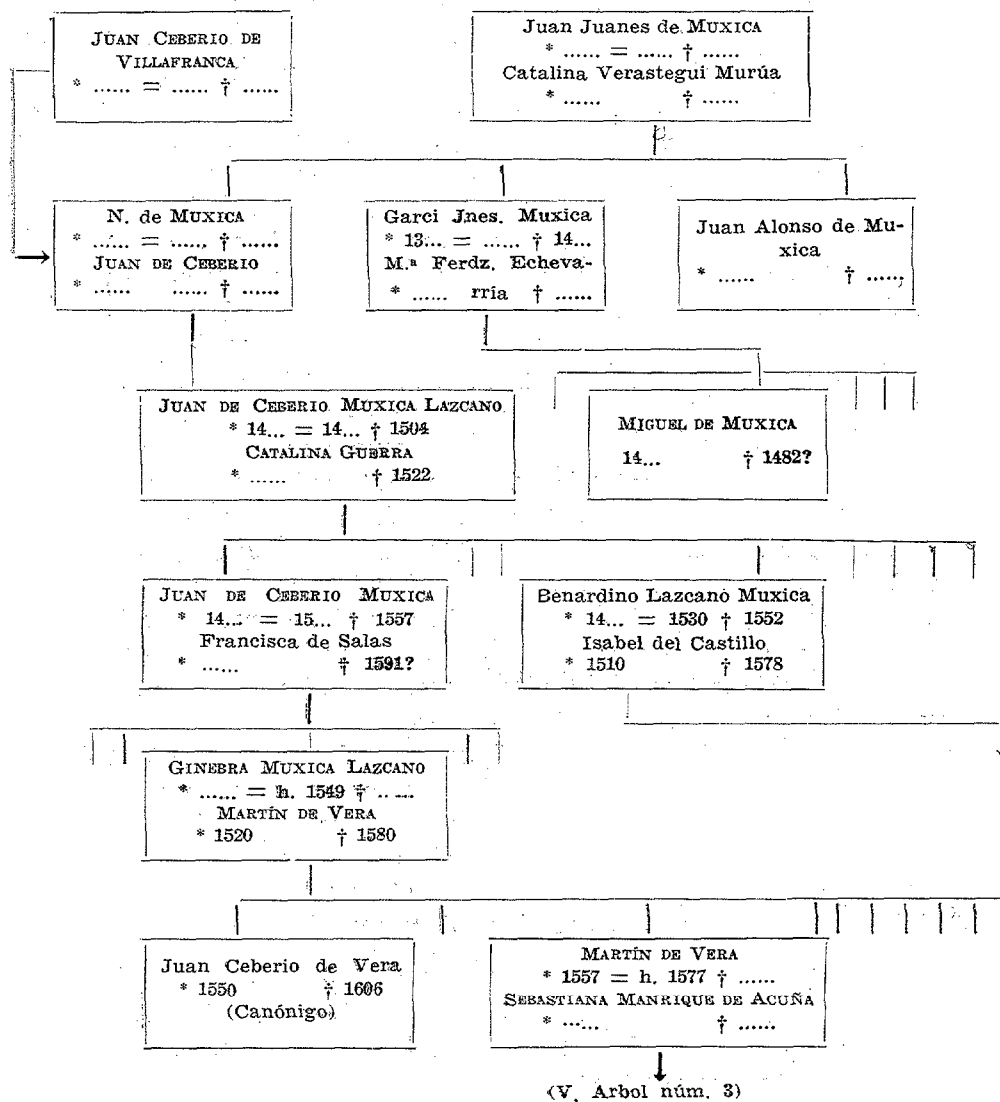 JUAN CEBERIO DE
VILLAFRANCA
* ...... = ...... † ......
Juan Juanes de MUXICA
* ...... = ...... † ......
Catalina Verastegui Murúa
* ...... † ......
N. de MUXICA
* ...... = ...... † ......
JUAN DE CEBERIO
* ...... ...... † ......
Garci Jnes. Muxica
* 13... = ...... † 14...
M.ª Ferdz. Echeva-
* ...... rría † ......
Juan Alonso de Mu-
xica
* ...... † ......
JUAN DE CEBERIO MUXICA LAZCANO
* 14... = 14... † 1504
CATALINA GUERRA
* ...... † 1522
MIGUEL DE MUXICA
14... † 1482?
JUAN DE CEBERIO MUXICA
* 14... = 15... † 1557
Francisca de Salas
* ...... † 1591?
Benardino Lazcano Muxica
* 14... = 1530 † 1552
Isabel del Castillo
* 1510 † 1578
GINEBRA MUXICA LAZCANO
* ...... = h. 1549 † ......
MARTÍN DE VERA
* 1520 † 1580
Juan Ceberio de Vera
* 1550 † 1606
(Canónigo)
MARTÍN DE VERA
* 1557 = h. 1577 † ......
SEBASTIANA MANRIQUE DE ACUÑA
* ...... † ......
(V. Arbol núm. 3)